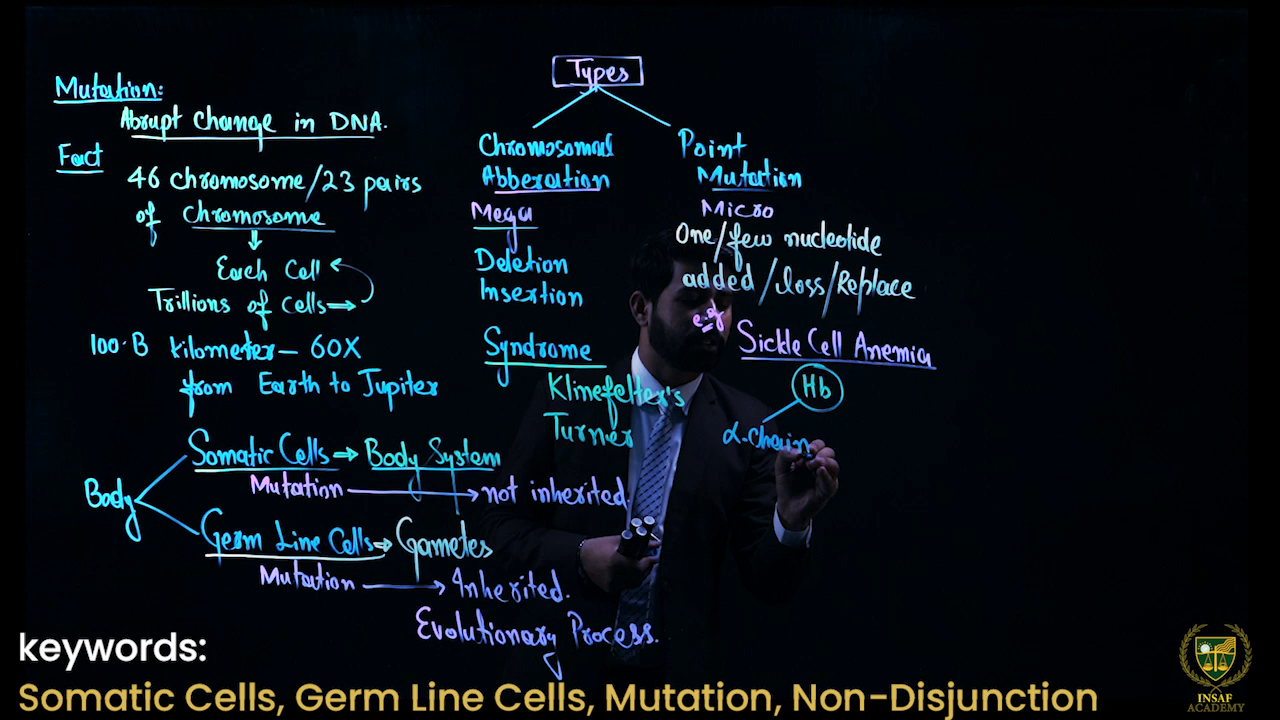 Mutation:
Abrupt change in DNA.
Fact
46 chromosome/23 pairs
of chromosome
Each Cell
Trillions of cells
100.B kilometer - 60X
from Earth to Jupiter
Body
Somatic Cells → Body System
Mutation → not inherited.
Germ Line Cells → Gametes
Mutation → Inherited.
Evolutionary Process.
Types
Chromosomal
Abberation
Mega
Deletion
Insertion
Syndrome
Klinefelter's
Turner
Point
Mutation
Micro
One/few nucleotide
added/loss/Replace
e.g
Sickle Cell Anemia
Hb
α-chain
keywords:
Somatic Cells, Germ Line Cells, Mutation, Non-Disjunction
INSAF
ACADEMY